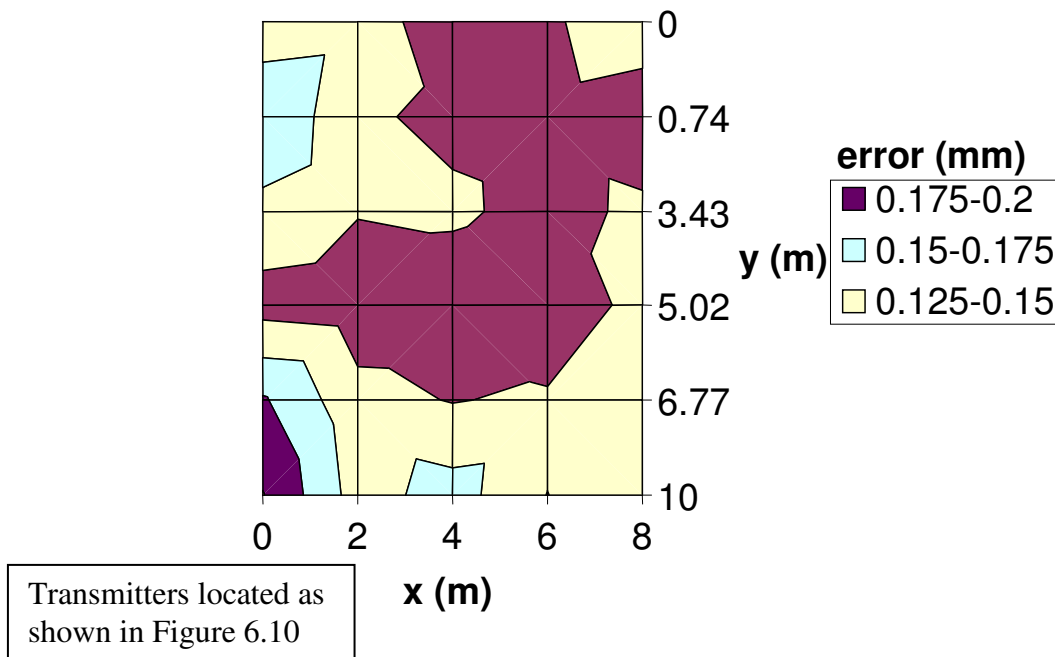 0
0.74
3.43
5.02
6.77
10
y (m)
error (mm)
0.175-0.2
0.15-0.175
0.125-0.15
0 2 4 6 8
x (m)
Transmitters located as
shown in Figure 6.10